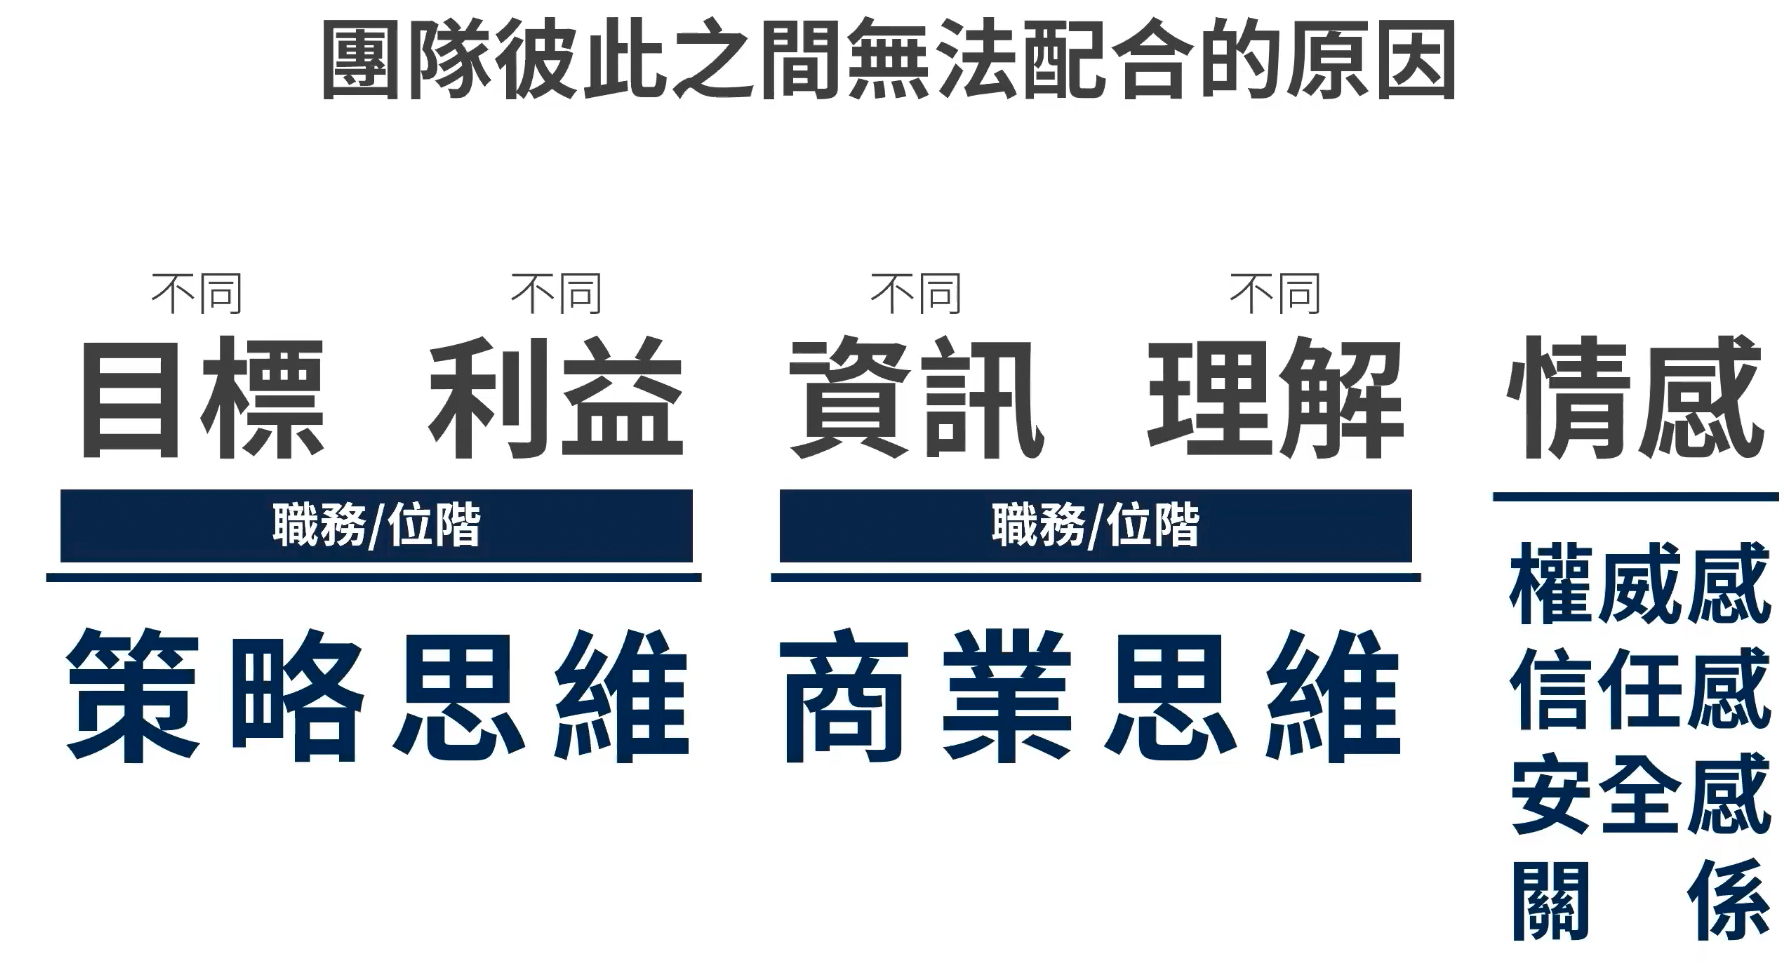 團隊彼此之間無法配合的原因
不同 不同 不同 不同
目標 利益 資訊 理解 情感
職務/位階 職務/位階
策略思維 商業思維
權威感
信任感
安全感
關係